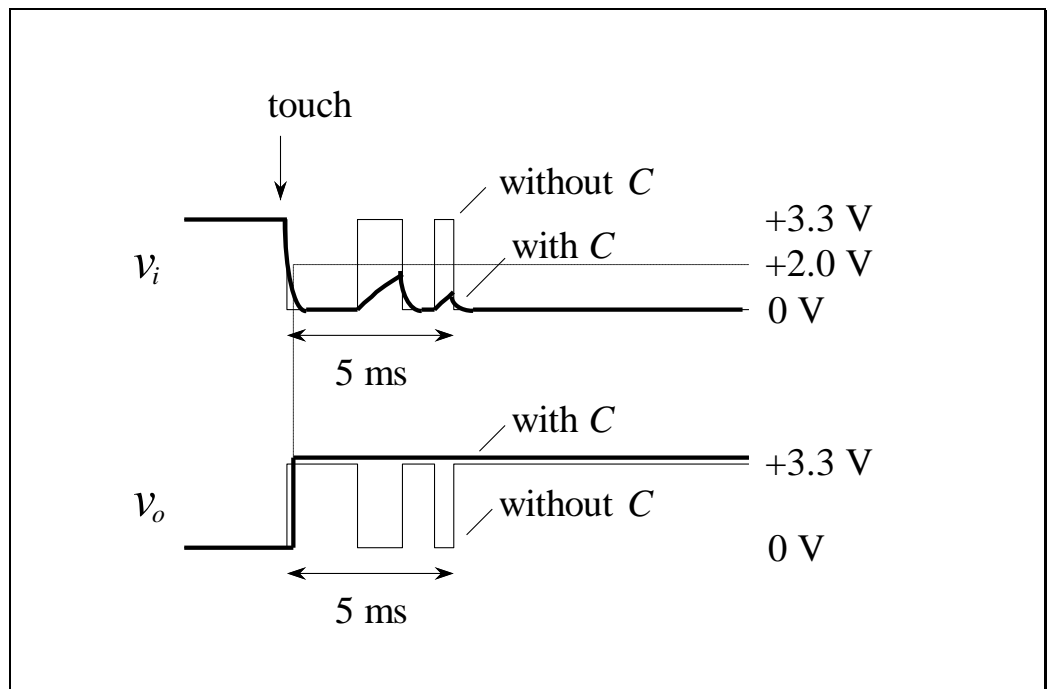 touch
without C
+3.3 V
with C
+2.0 V
vi
0 V
5 ms
with C
+3.3 V
vo
without C
0 V
5 ms